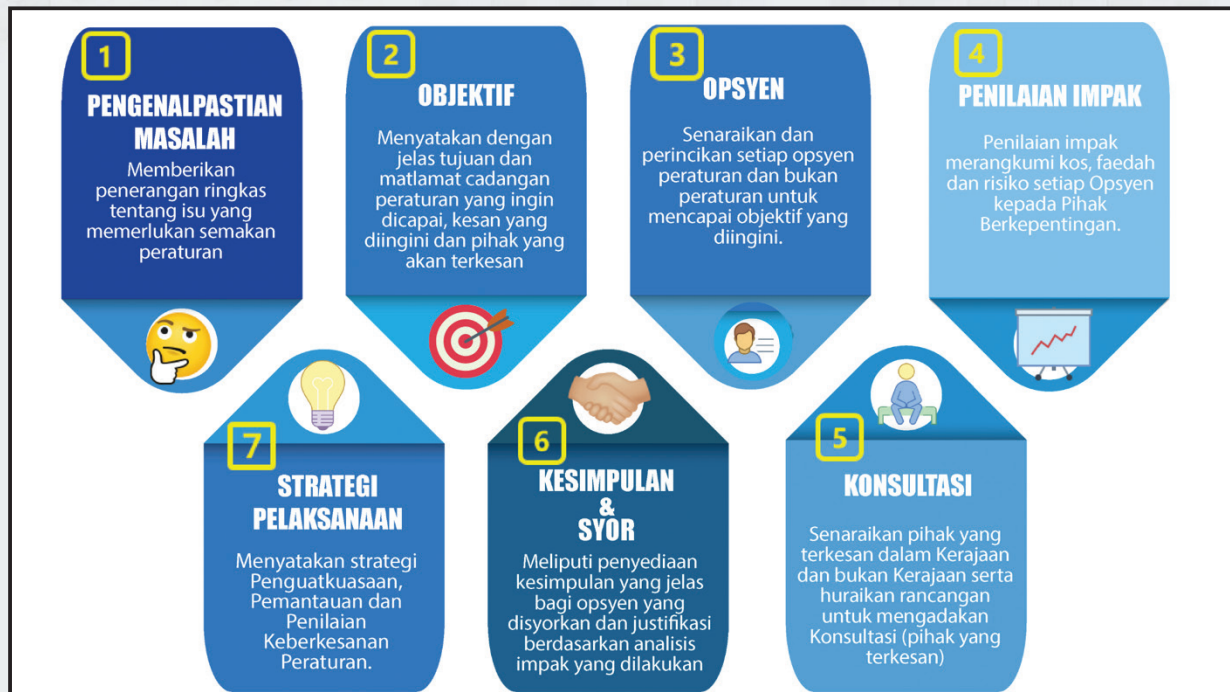 1
PENGENALPASTIAN
MASALAH
Memberikan
penerangan ringkas
tentang isu yang
memerlukan semakan
peraturan
2
OBJEKTIF
Menyatakan dengan
jelas tujuan dan
matlamat cadangan
peraturan yang ingin
dicapai, kesan yang
diingini dan pihak yang
akan terkesan
3
OPSYEN
Senaraikan dan
perincikan setiap opsyen
peraturan dan bukan
peraturan untuk
mencapai objektif yang
diingini.
4
PENILAIAN IMPAK
Penilaian impak
merangkumi kos, faedah
dan risiko setiap Opsyen
kepada Pihak
Berkepentingan.
5
KONSULTASI
Senaraikan pihak yang
terkesan dalam Kerajaan
dan bukan Kerajaan serta
huraikan rancangan
untuk mengadakan
Konsultasi (pihak yang
terkesan)
6
KESIMPULAN
&
SYOR
Meliputi penyediaan
kesimpulan yang jelas
bagi opsyen yang
disyorkan dan justifikasi
berdasarkan analisis
impak yang dilakukan
7
STRATEGI
PELAKSANAAN
Menyatakan strategi
Penguatkuasaan,
Pemantauan dan
Penilaian
Keberkesanan
Peraturan.